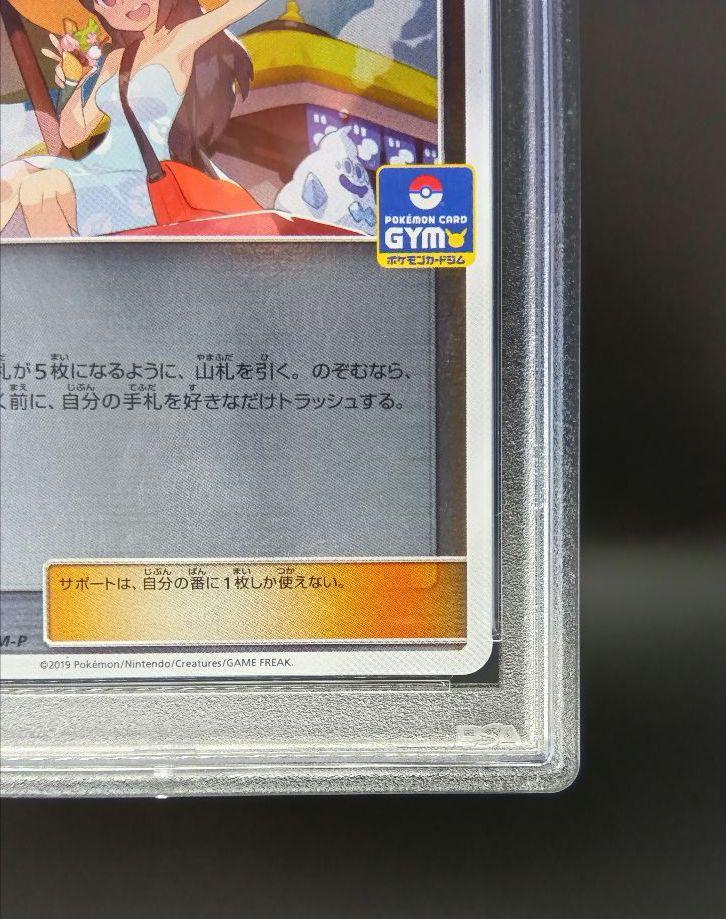 POKÉMON CARD
GYM
ポケモンカードジム
札が5枚になるように、山札を引く。のぞむなら、
く前に、自分の手札を好きなだけトラッシュする。
サポートは、自分の番に1枚しか使えない。
M-P
©2019 Pokémon/Nintendo/Creatures/GAME FREAK.
PSA